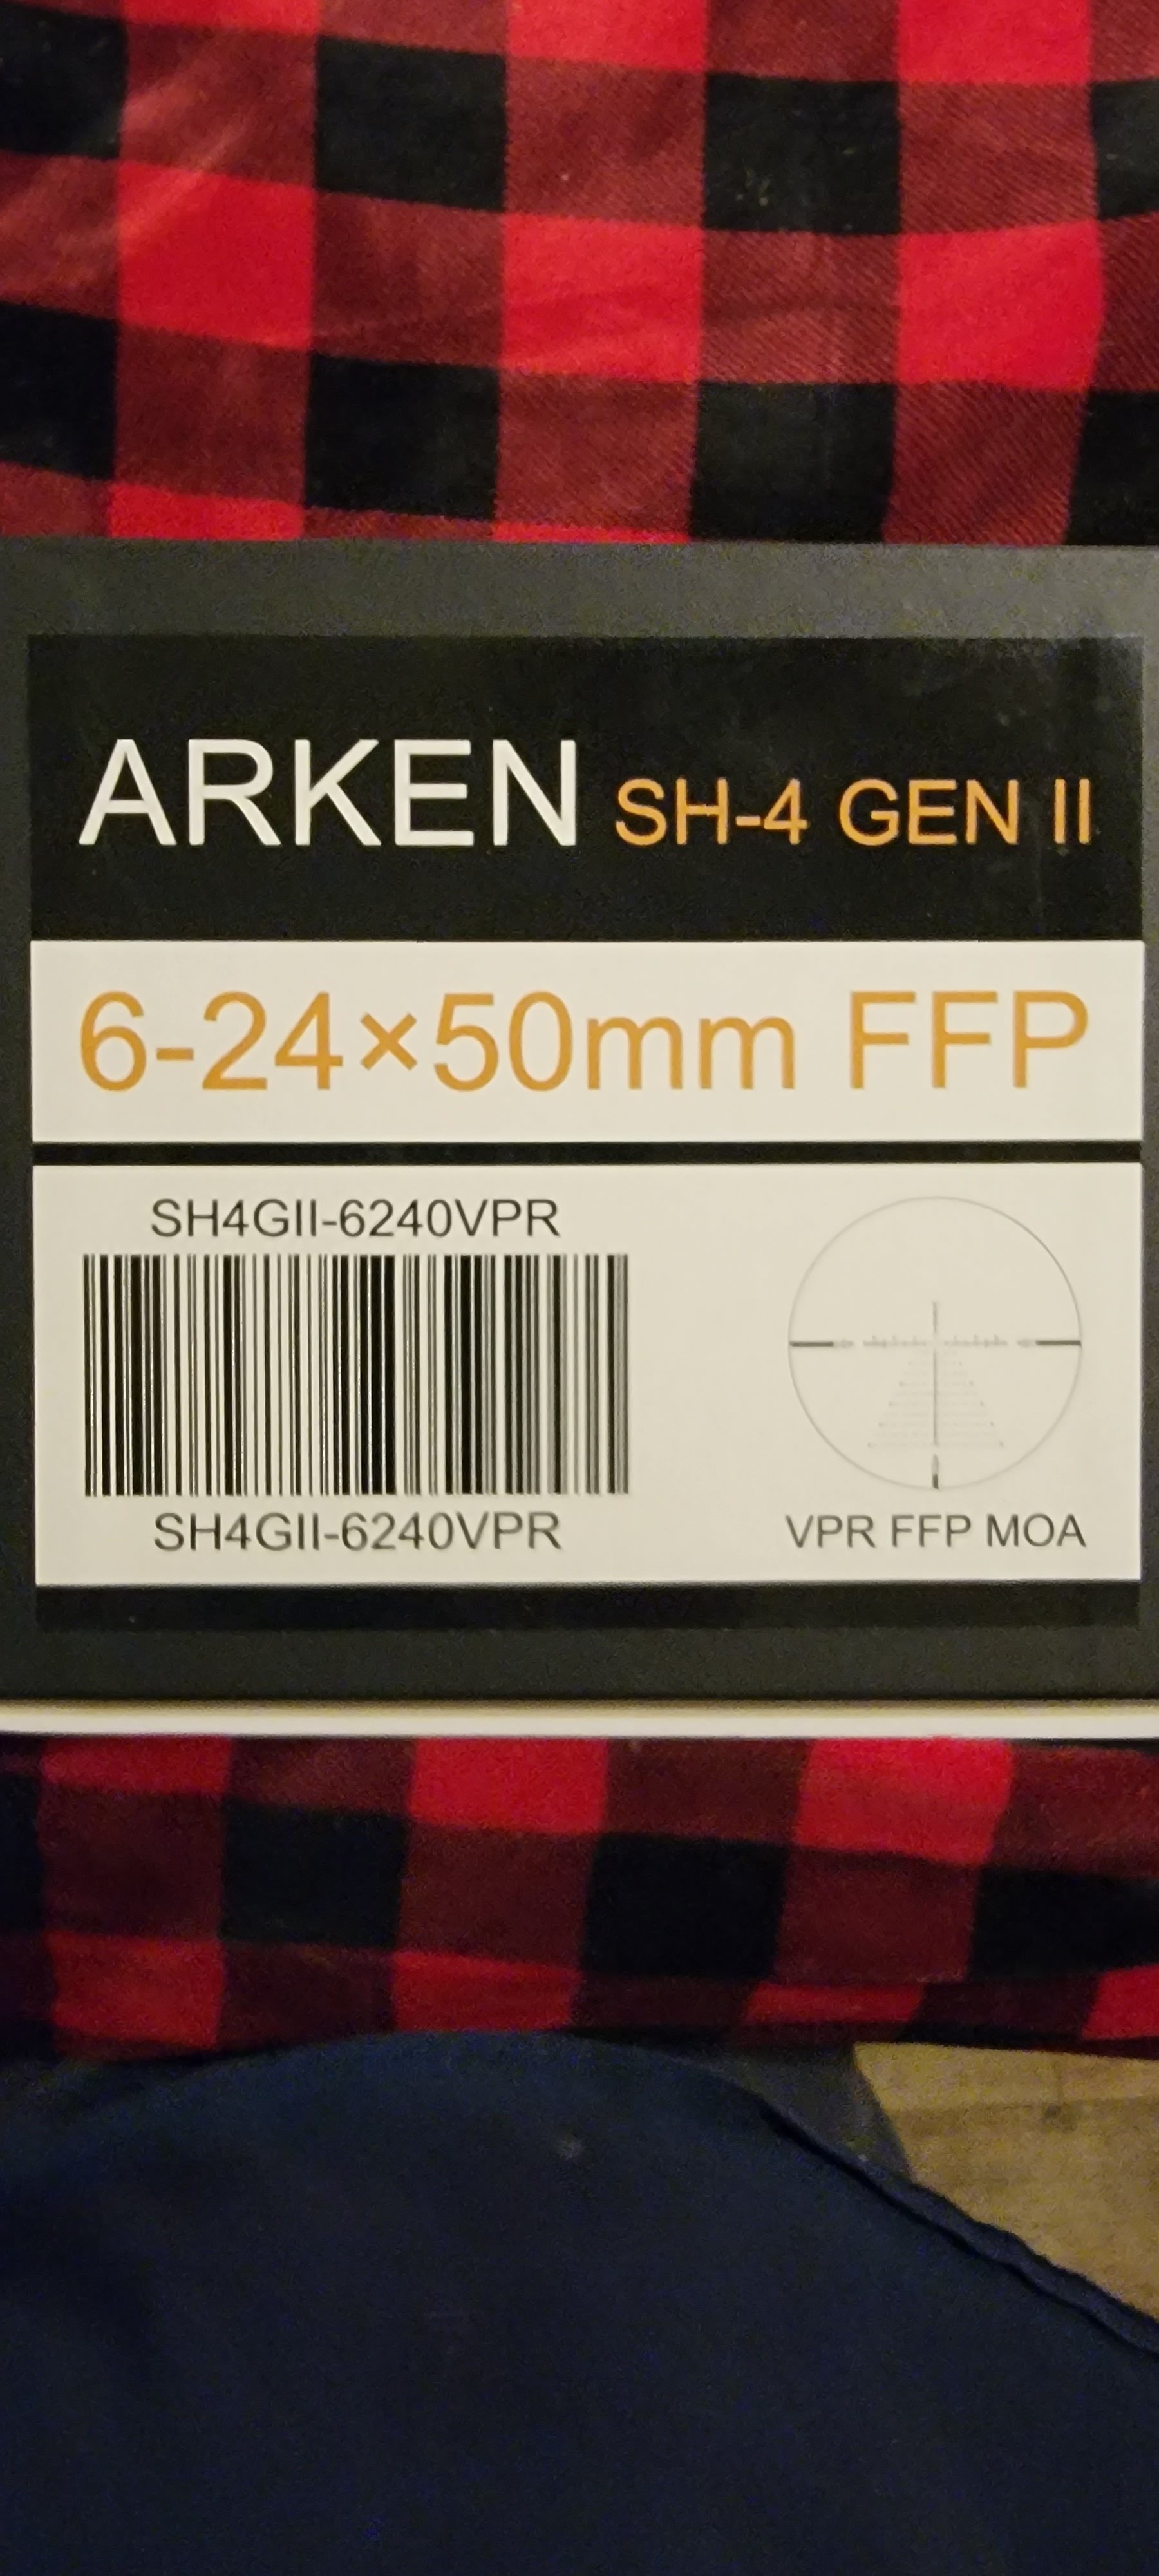 ARKEN SH-4 GEN II
6-24×50mm FFP
SH4GII-6240VPR
SH4GII-6240VPR
VPR FFP MOA